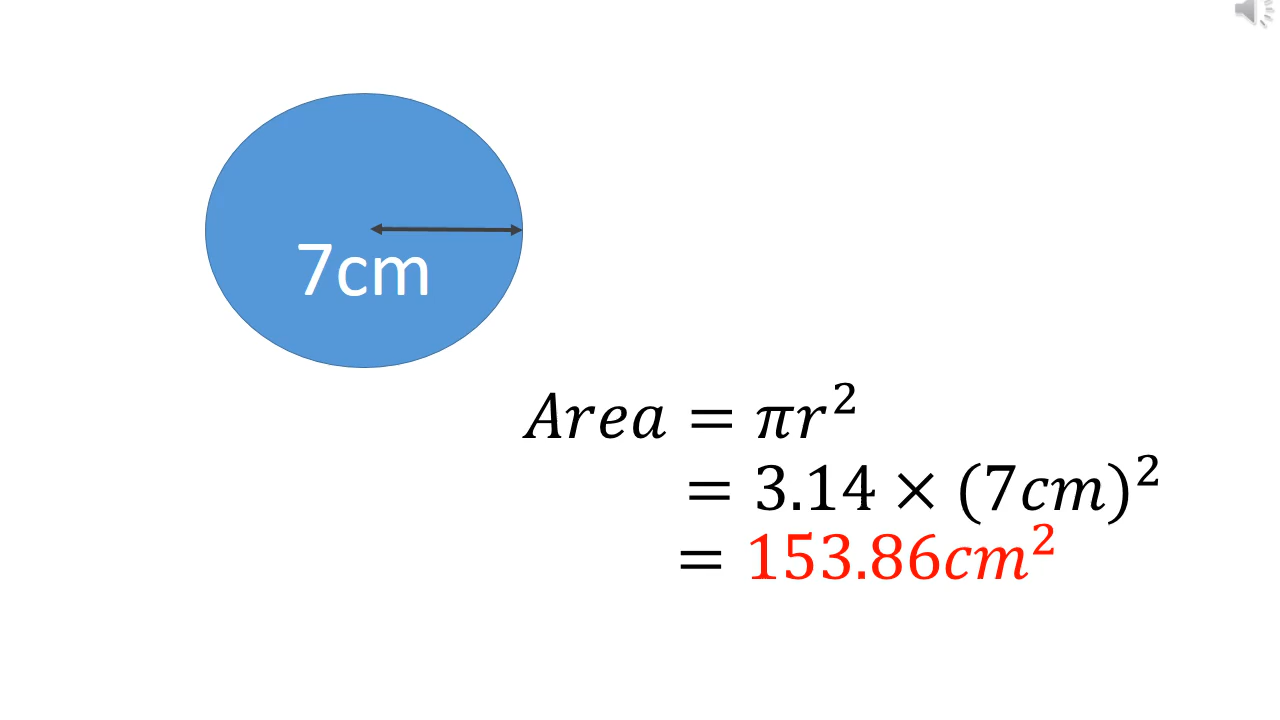 7cm
Area = πr²
= 3.14 × (7cm)²
= 153.86cm²